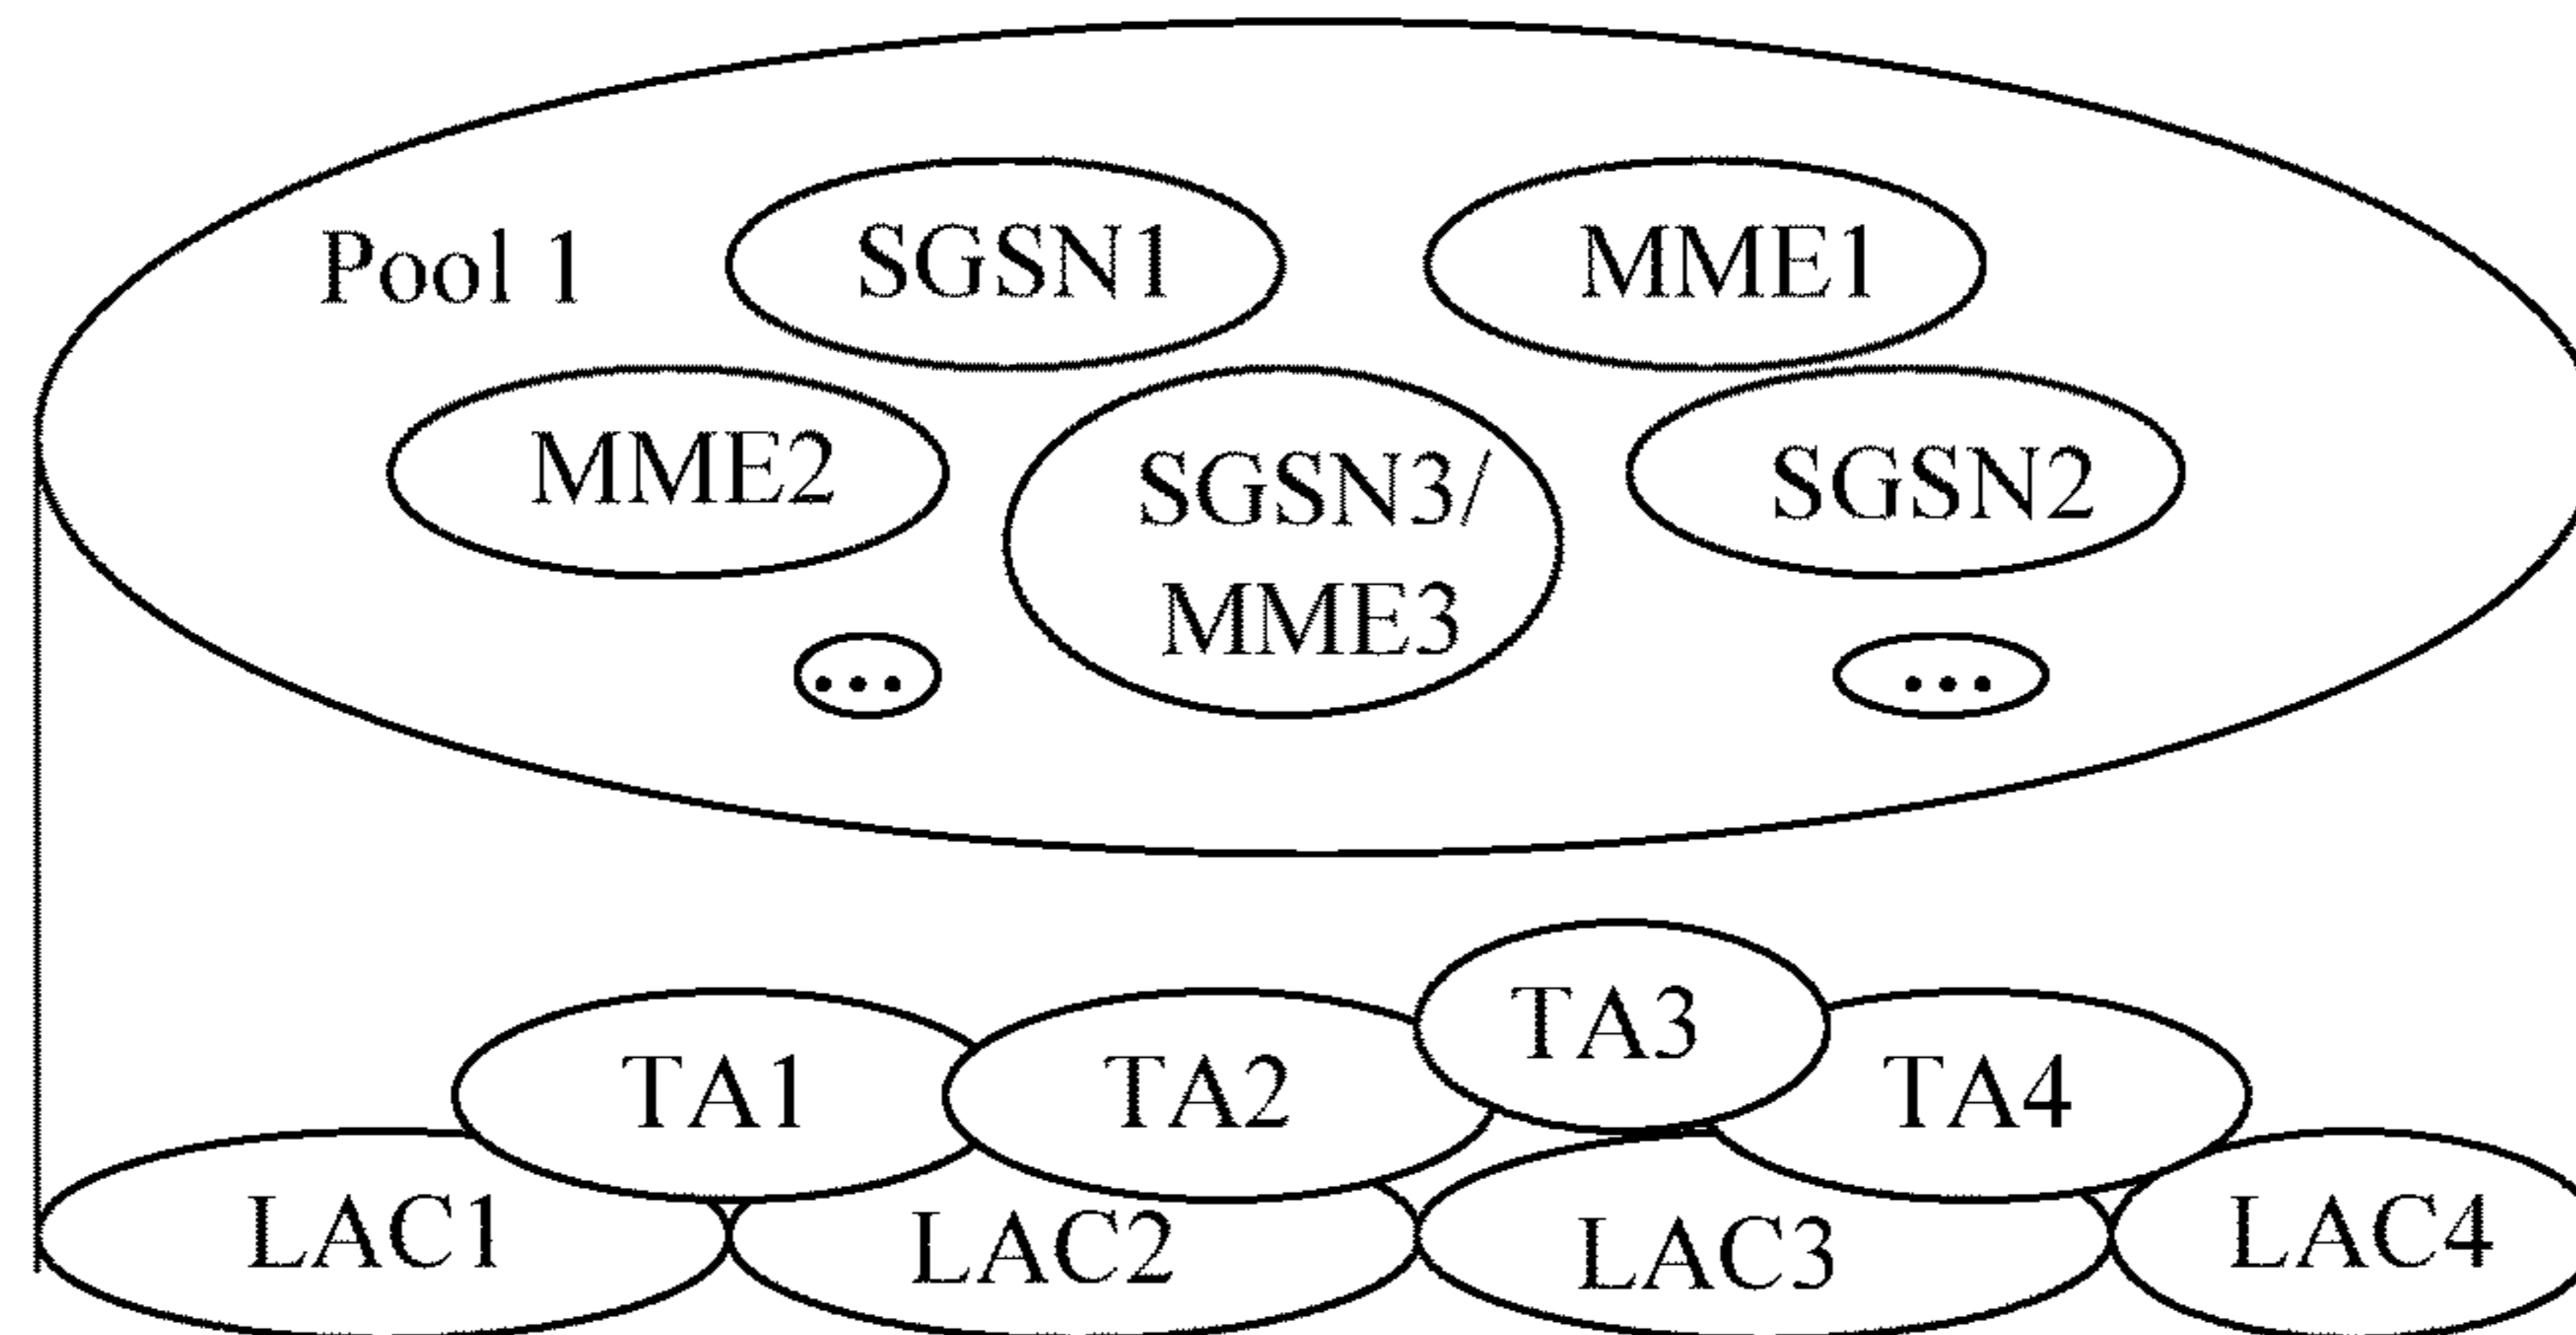 Pool 1
SGSN1
MME1
MME2
SGSN3/
MME3
SGSN2
...
...
TA1
TA2
TA3
TA4
LAC1
LAC2
LAC3
LAC4